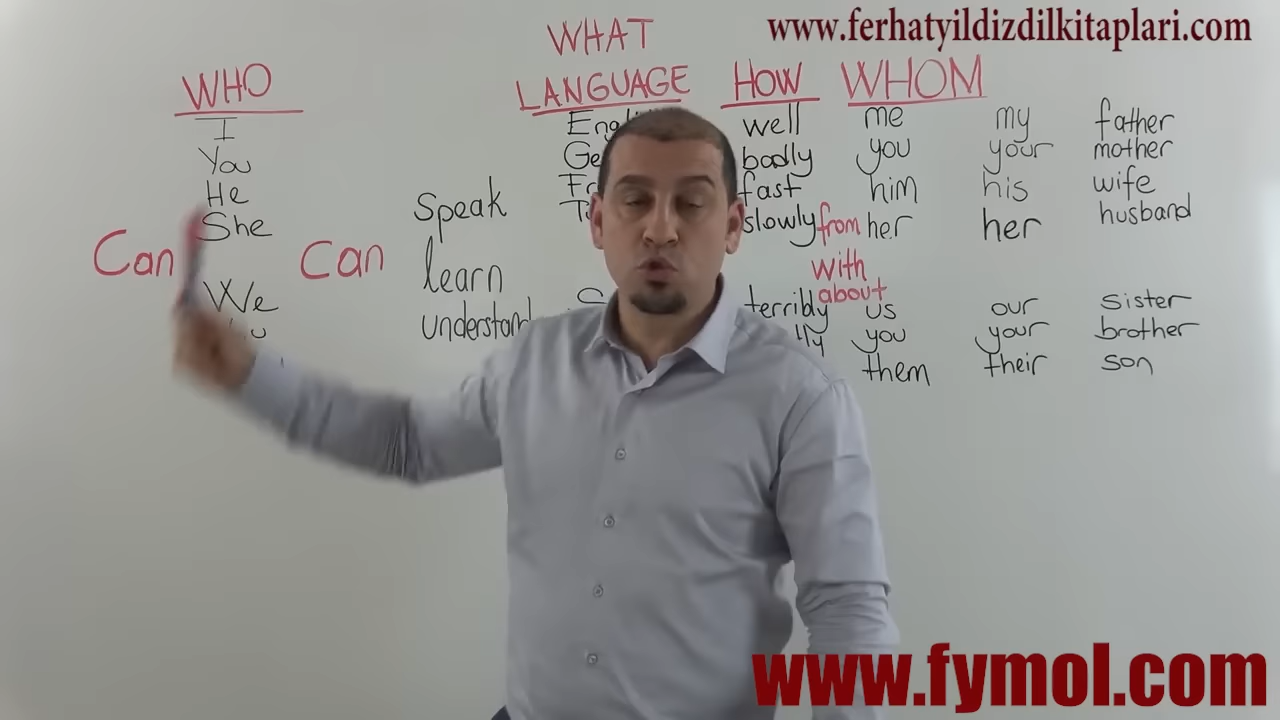 www.ferhatyildizdilkitaplari.com
WHO
WHAT
LANGUAGE
HOW
WHOM
I
You
He
She
We
Can
Can
speak
learn
understand
well
badly
fast
slowly
terribly
from
with
about
me
you
him
her
us
you
them
my
your
his
her
our
your
their
father
mother
wife
husband
sister
brother
son
www.fymol.com